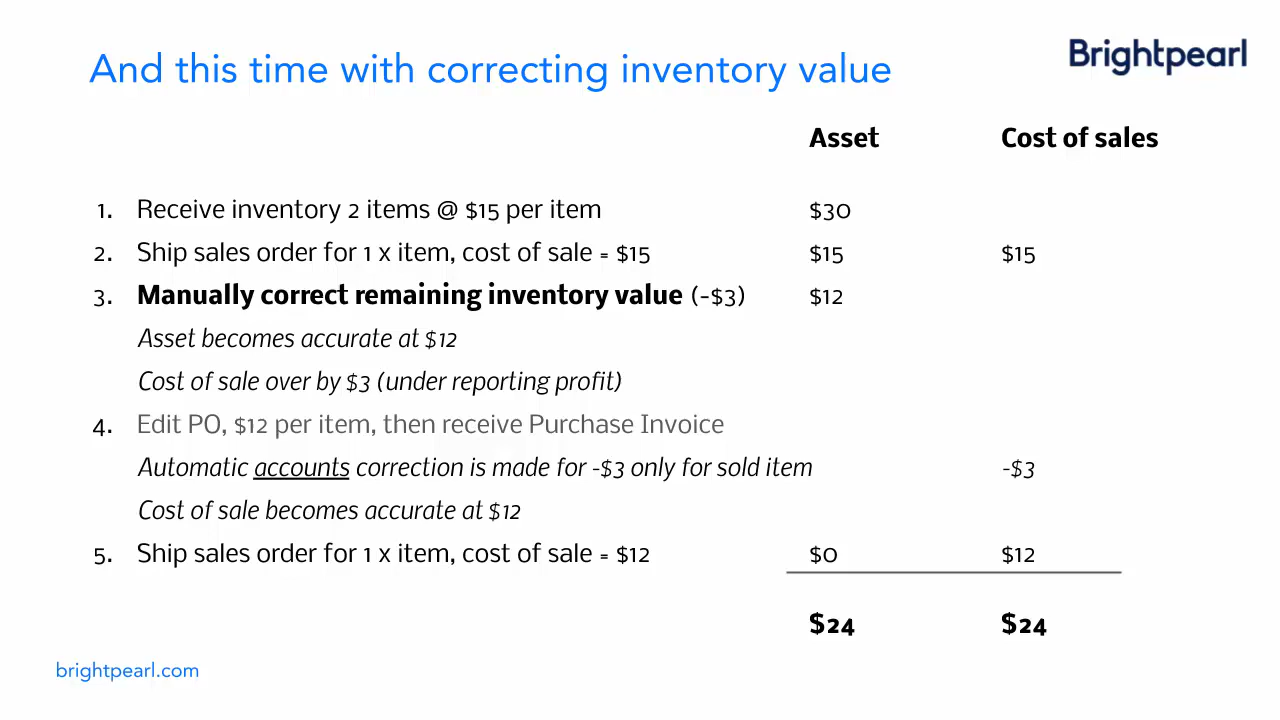 And this time with correcting inventory value
Brightpearl
Asset Cost of sales
1. Receive inventory 2 items @ $15 per item $30
2. Ship sales order for 1 x item, cost of sale = $15 $15 $15
3. Manually correct remaining inventory value (-$3) $12
Asset becomes accurate at $12
Cost of sale over by $3 (under reporting profit)
4. Edit PO, $12 per item, then receive Purchase Invoice
Automatic accounts correction is made for -$3 only for sold item -$3
Cost of sale becomes accurate at $12
5. Ship sales order for 1 x item, cost of sale = $12 $0 $12
$24 $24
brightpearl.com